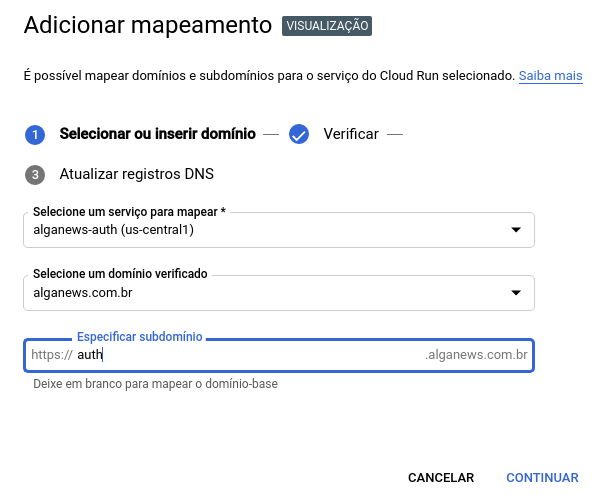 Adicionar mapeamento VISUALIZAÇÃO
É possível mapear domínios e subdomínios para o serviço do Cloud Run selecionado. Saiba mais
1 Selecionar ou inserir domínio Verificar
3 Atualizar registros DNS
Selecione um serviço para mapear *
alganews-auth (us-central1)
Selecione um domínio verificado
alganews.com.br
Especificar subdomínio
https:// auth .alganews.com.br
Deixe em branco para mapear o domínio-base
CANCELAR CONTINUAR